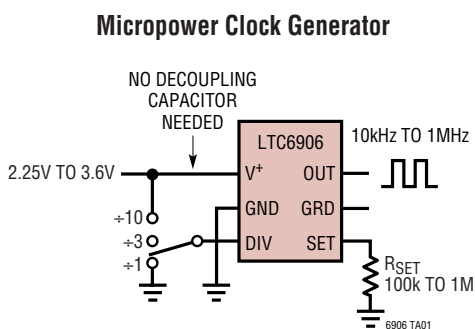 Micropower Clock Generator
NO DECOUPLING
CAPACITOR
NEEDED
LTC6906
10kHz TO 1MHz
2.25V TO 3.6V
V+
OUT
÷10
GND
GRD
÷3
DIV
SET
÷1
RSET
100k TO 1M
6906 TA01